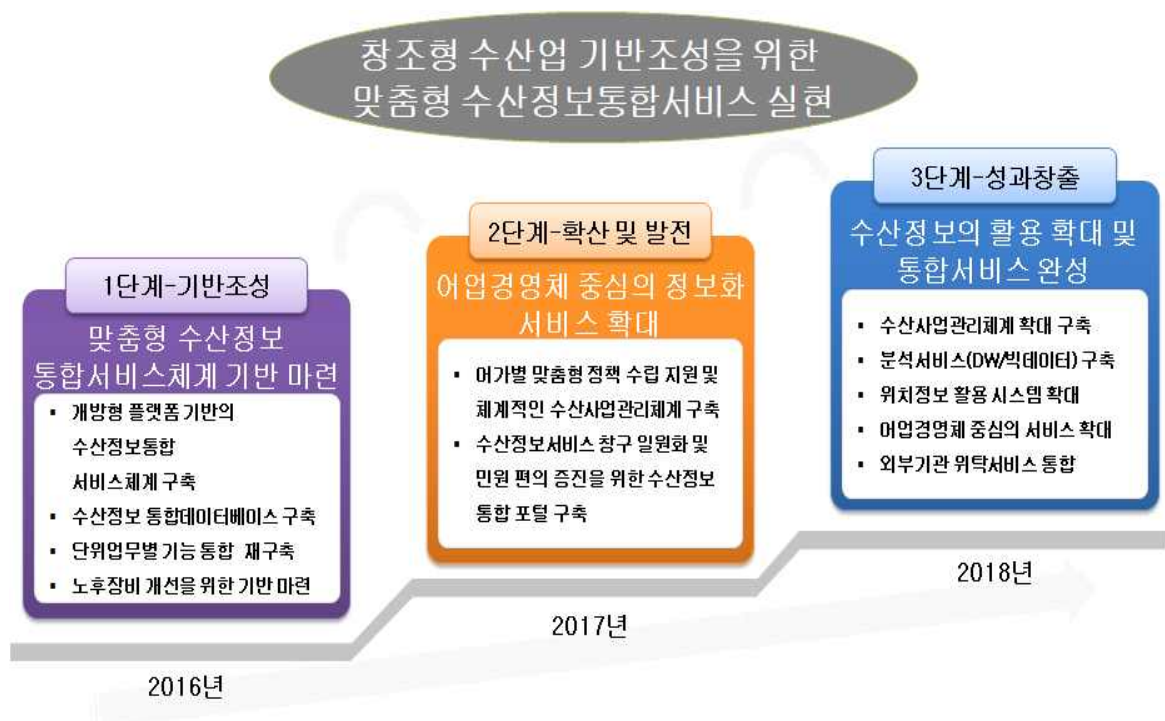 창조형 수산업 기반조성을 위한
맞춤형 수산정보통합서비스 실현
1단계-기반조성
맞춤형 수산정보
통합서비스체계 기반 마련
▪ 개방형 플랫폼 기반의
수산정보통합
서비스체계 구축
▪ 수산정보 통합데이터베이스 구축
▪ 단위업무별 기능 통합 재구축
▪ 노후장비 개선을 위한 기반 마련
2016년
2단계-확산 및 발전
어업경영체 중심의 정보화
서비스 확대
▪ 어가별 맞춤형 정책 수립 지원 및
체계적인 수산사업관리체계 구축
▪ 수산정보서비스 창구 일원화 및
민원 편의 증진을 위한 수산정보
통합 포털 구축
2017년
3단계-성과창출
수산정보의 활용 확대 및
통합서비스 완성
▪ 수산사업관리체계 확대 구축
▪ 분석서비스(DW/빅데이터) 구축
▪ 위치정보 활용 시스템 확대
▪ 어업경영체 중심의 서비스 확대
▪ 외부기관 위탁서비스 통합
2018년